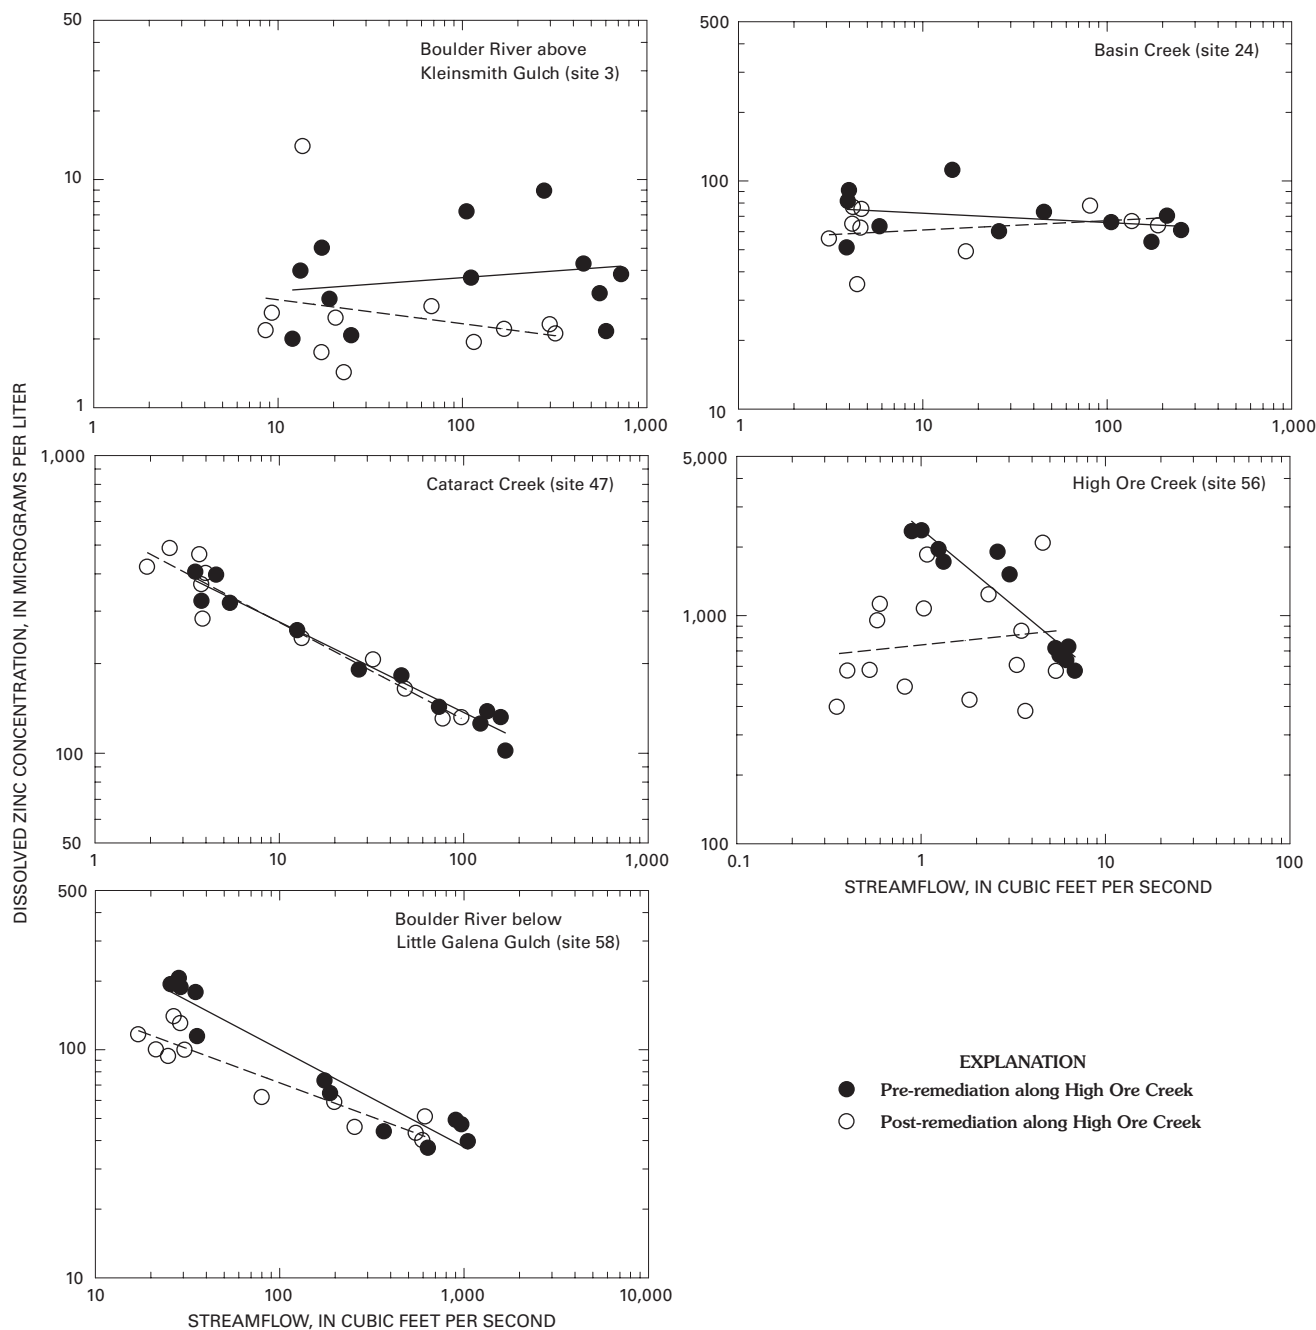 DISSOLVED ZINC CONCENTRATION, IN MICROGRAMS PER LITER
50
10
1
1
10
100
1,000
Boulder River above
Kleinsmith Gulch (site 3)
500
100
10
1
10
100
1,000
Basin Creek (site 24)
1,000
100
50
1
10
100
1,000
Cataract Creek (site 47)
5,000
1,000
100
0.1
1
10
100
High Ore Creek (site 56)
STREAMFLOW, IN CUBIC FEET PER SECOND
500
100
10
10
100
1,000
10,000
Boulder River below
Little Galena Gulch (site 58)
STREAMFLOW, IN CUBIC FEET PER SECOND
EXPLANATION
Pre-remediation along High Ore Creek
Post-remediation along High Ore Creek